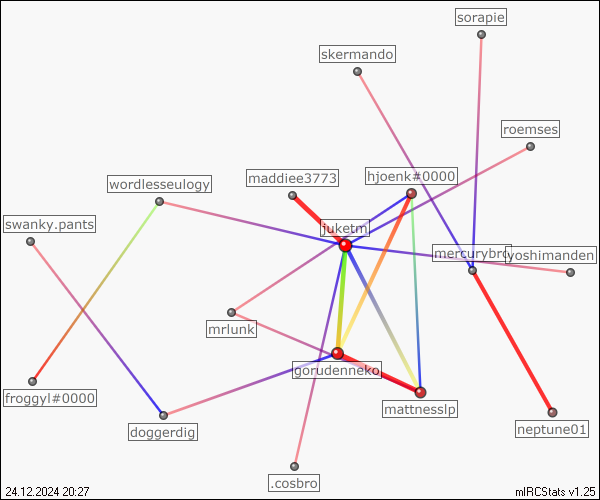 sorapie
skermando
roemses
maddiee3773
hjoenk#0000
wordlesseulogy
swanky.pants
juketm
yoshimanden
mrlunk
gorudenneko
froggyl#0000
mattnesslp
doggerdig
neptune01
.cosbro
24.12.2024 20:27
mIRCStats v1.25